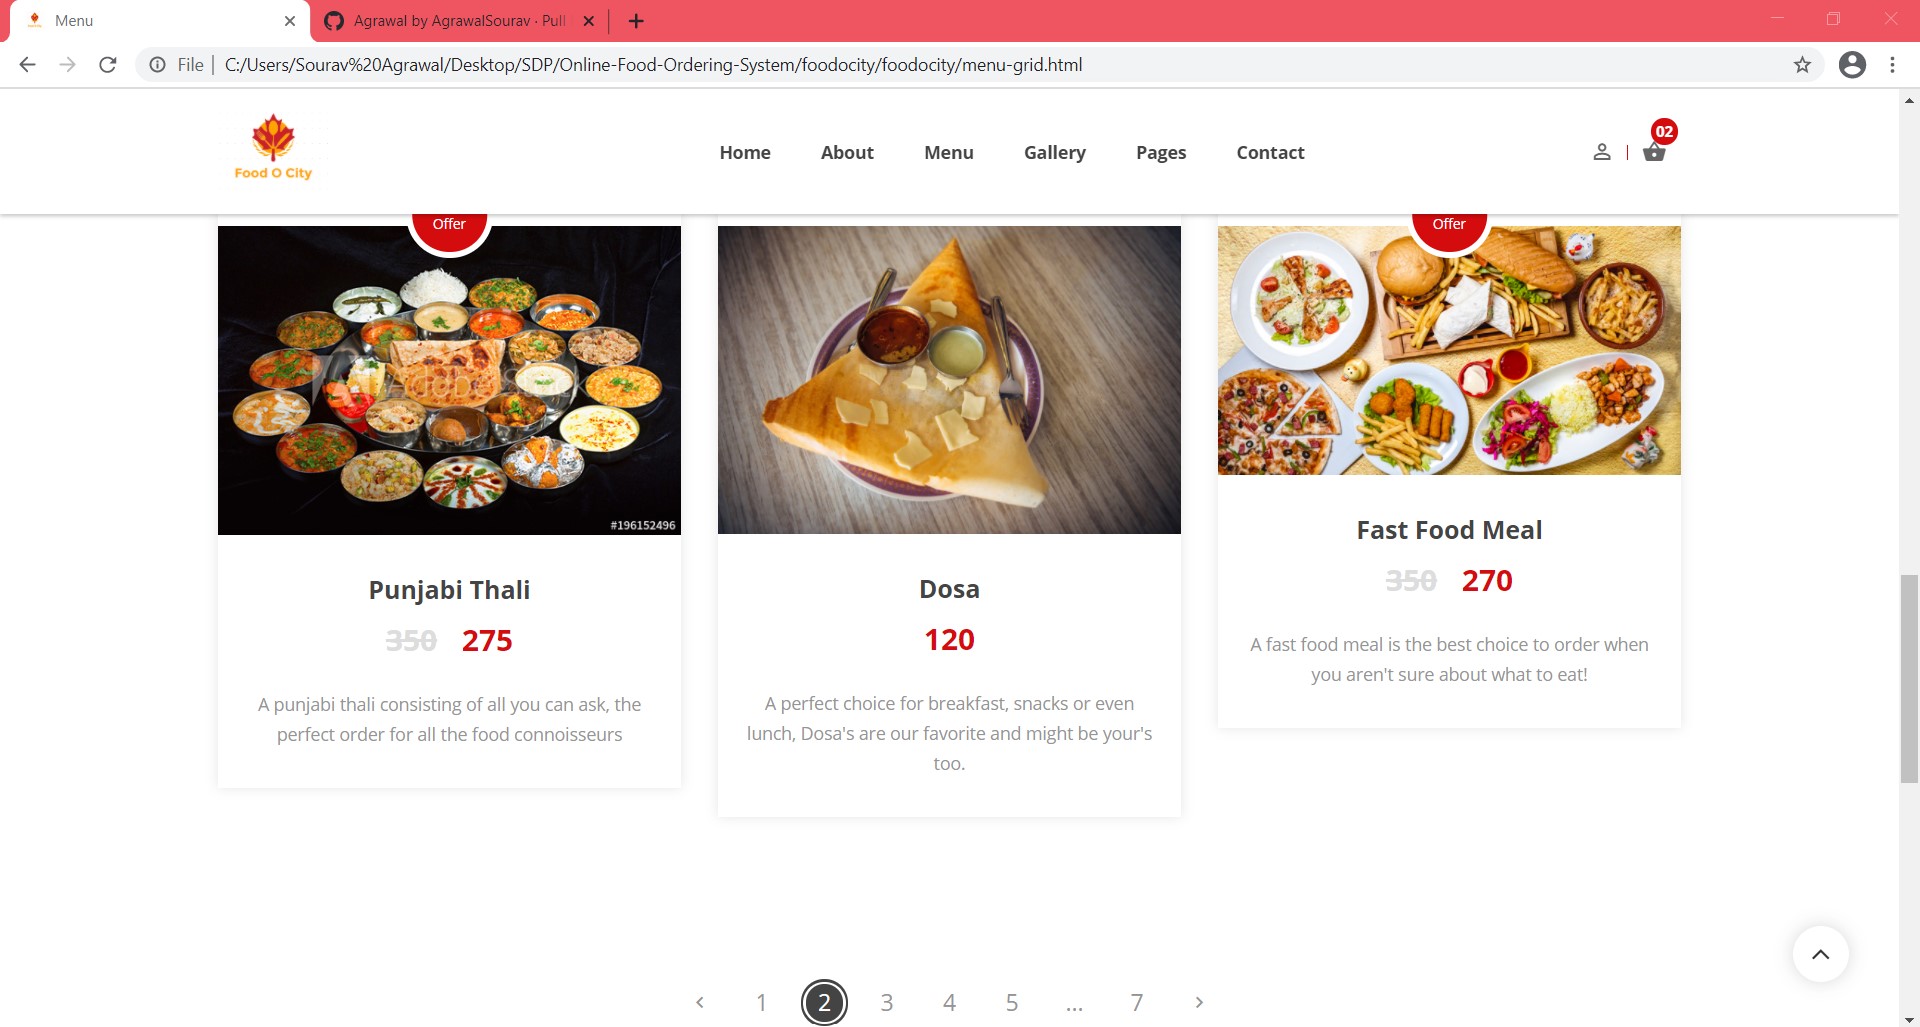 Menu
Agrawal by AgrawalSourav · Pull
File
C:/Users/Sourav%20Agrawal/Desktop/SDP/Online-Food-Ordering-System/foodocity/foodocity/menu-grid.html
Food O City
Home About Menu Gallery Pages Contact
02
Offer
Offer
#196152496
Punjabi Thali
350 275
A punjabi thali consisting of all you can ask, the
perfect order for all the food connoisseurs
Dosa
120
A perfect choice for breakfast, snacks or even
lunch, Dosa's are our favorite and might be your's
too.
Fast Food Meal
350 270
A fast food meal is the best choice to order when
you aren't sure about what to eat!
1 2 3 4 5 ... 7